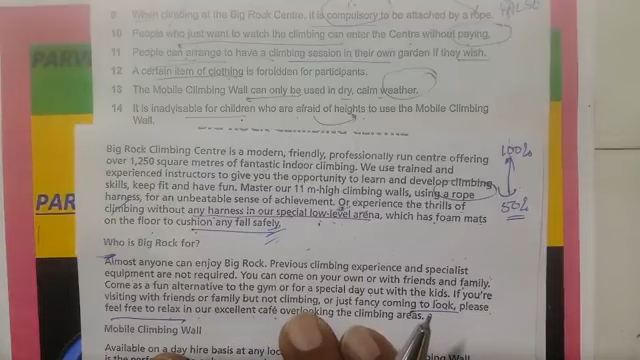 9 When climbing at the Big Rock Centre, it is compulsory to be attached by a rope.
10 People who just want to watch the climbing can enter the Centre without paying.
11 People can arrange to have a climbing session in their own garden if they wish.
12 A certain item of clothing is forbidden for participants.
13 The Mobile Climbing Wall can only be used in dry, calm weather.
14 It is inadvisable for children who are afraid of heights to use the Mobile Climbing
Wall.
PARV
PARVE
BIG ROCK CLIMBING CENTRE
Big Rock Climbing Centre is a modern, friendly, professionally run centre offering
over 1,250 square metres of fantastic indoor climbing. We use trained and
experienced instructors to give you the opportunity to learn and develop climbing
skills, keep fit and have fun. Master our 11 m-high climbing walls, using a rope
harness, for an unbeatable sense of achievement. Or experience the thrills of
climbing without any harness in our special low-level arena, which has foam mats
on the floor to cushion any fall safely.
100%
50%
Who is Big Rock for?
Almost anyone can enjoy Big Rock. Previous climbing experience and specialist
equipment are not required. You can come on your own or with friends and family.
Come as a fun alternative to the gym or for a special day out with the kids. If you're
visiting with friends or family but not climbing, or just fancy coming to look, please
feel free to relax in our excellent café overlooking the climbing areas.
Mobile Climbing Wall
Available on a day hire basis at any